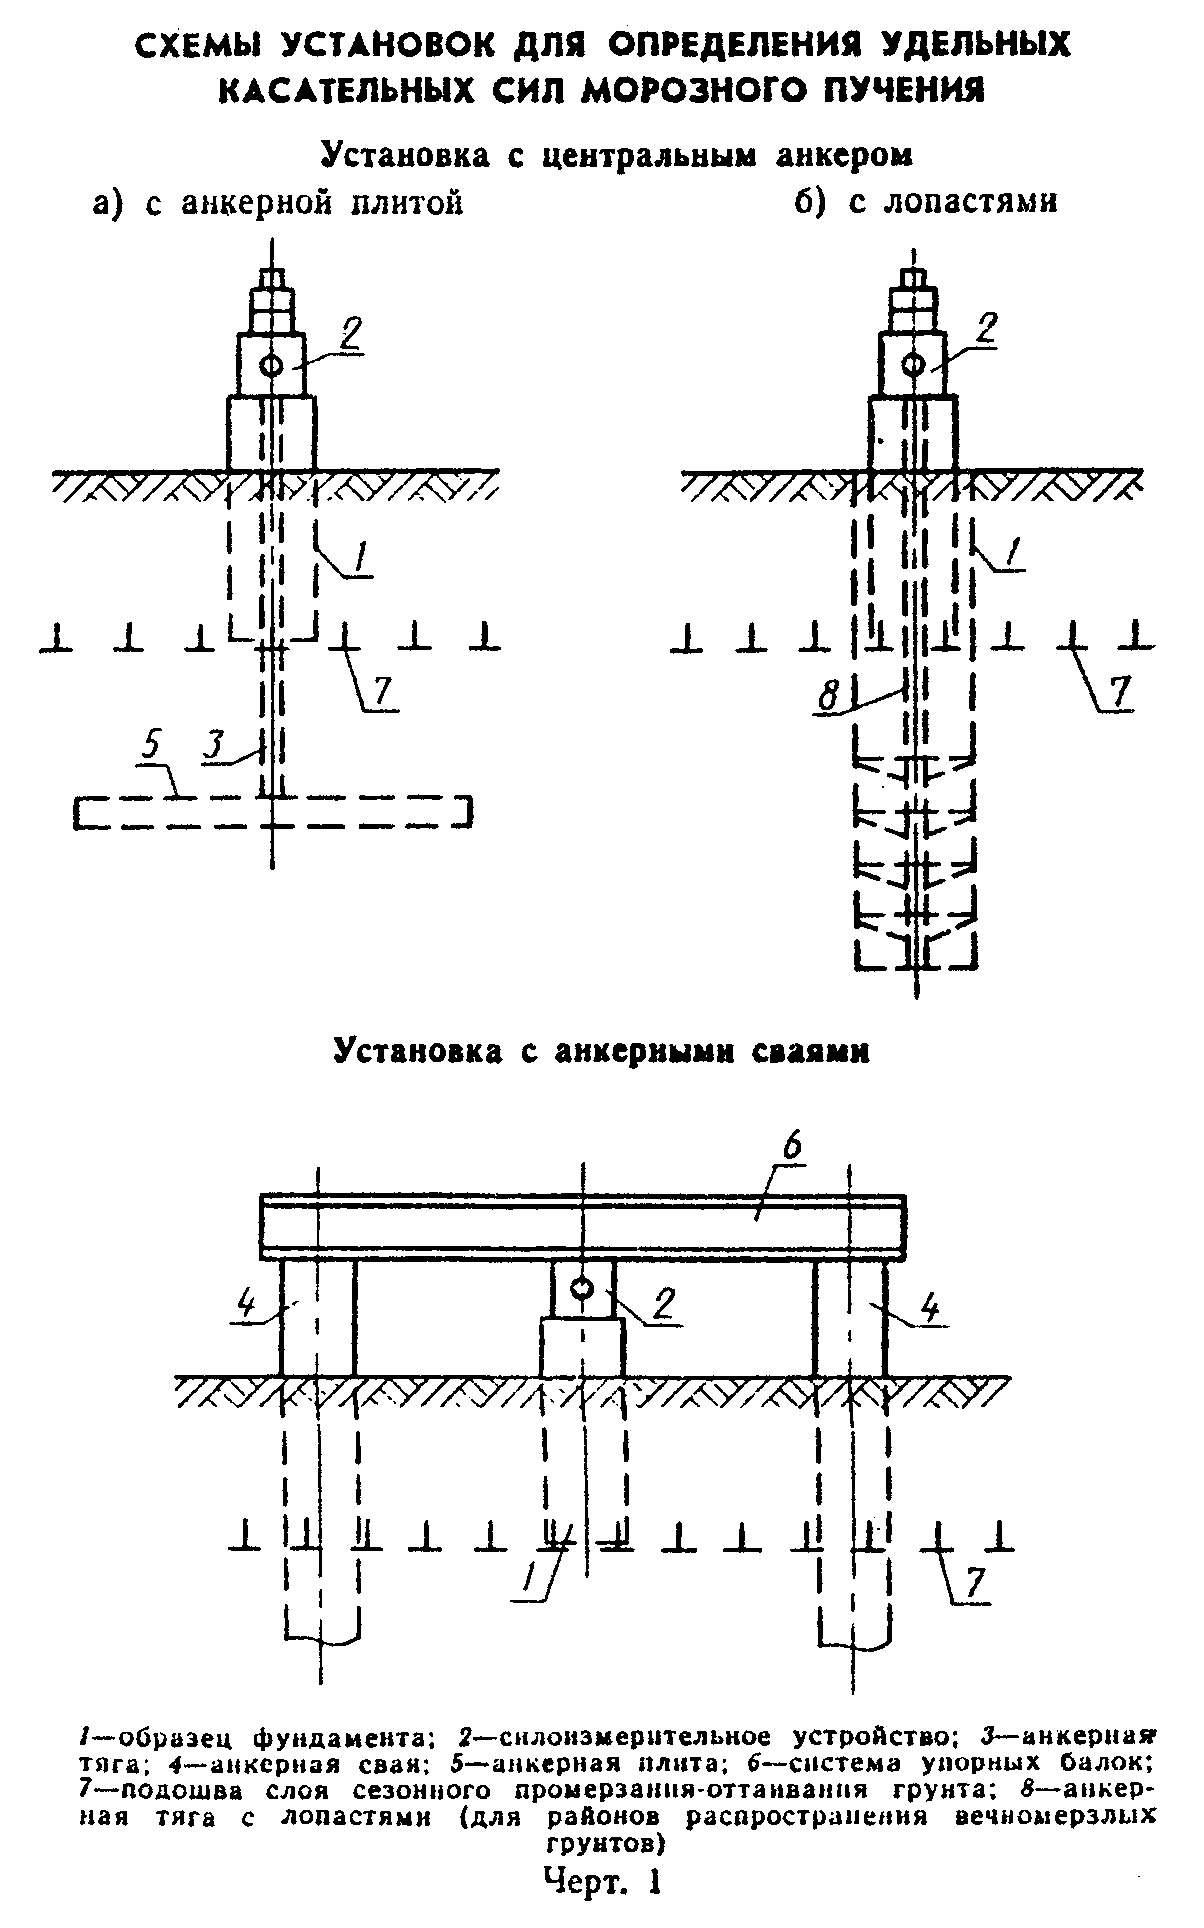 СХЕМЫ УСТАНОВОК ДЛЯ ОПРЕДЕЛЕНИЯ УДЕЛЬНЫХ
КАСАТЕЛЬНЫХ СИЛ МОРОЗНОГО ПУЧЕНИЯ
Установка с центральным анкером
а) с анкерной плитой
б) с лопастями
2
1
7
3
5
2
1
7
8
Установка с анкерными сваями
6
4
2
4
1
7
1—образец фундамента; 2—силоизмерительное устройство; 3—анкерная
тяга; 4—анкерная свая; 5—анкерная плита; 6—система упорных балок;
7—подошва слоя сезонного промерзания-оттаивания грунта; 8—анкер-
ная тяга с лопастями (для районов распространения вечномерзлых
грунтов)
Черт. 1